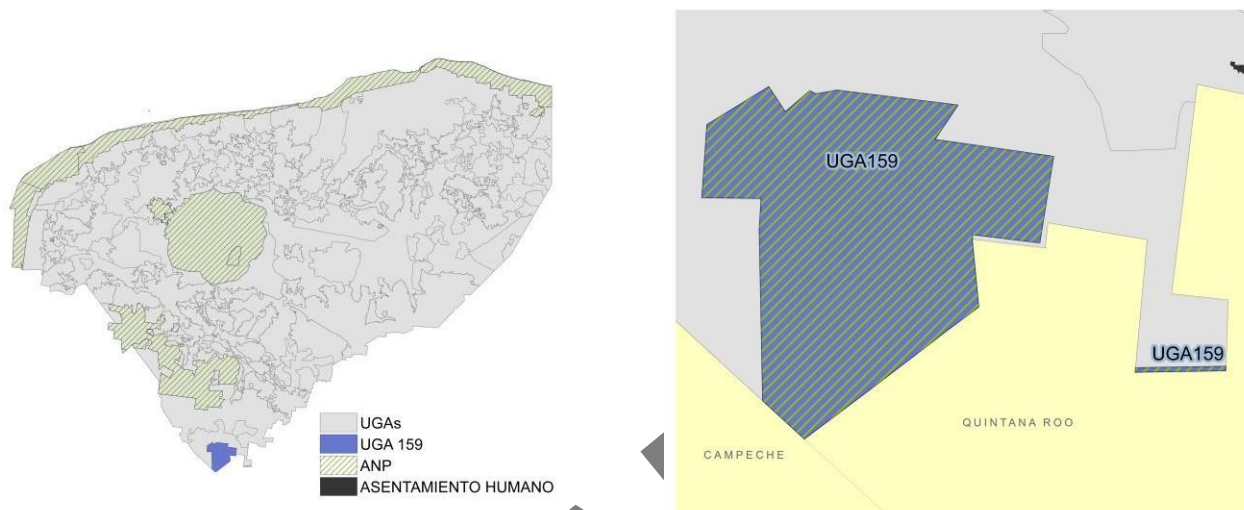 UGAs
UGA 159
ANP
ASENTAMIENTO HUMANO
UGA159
UGA159
QUINTANA ROO
CAMPECHE